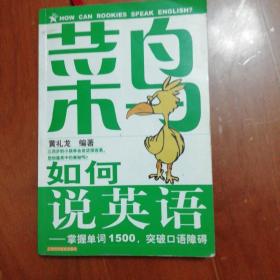 HOW CAN ROOKIES SPEAK ENGLISH?
菜鸟
黄礼龙 编著
如何
说英语
——掌握单词1500，突破口语障碍